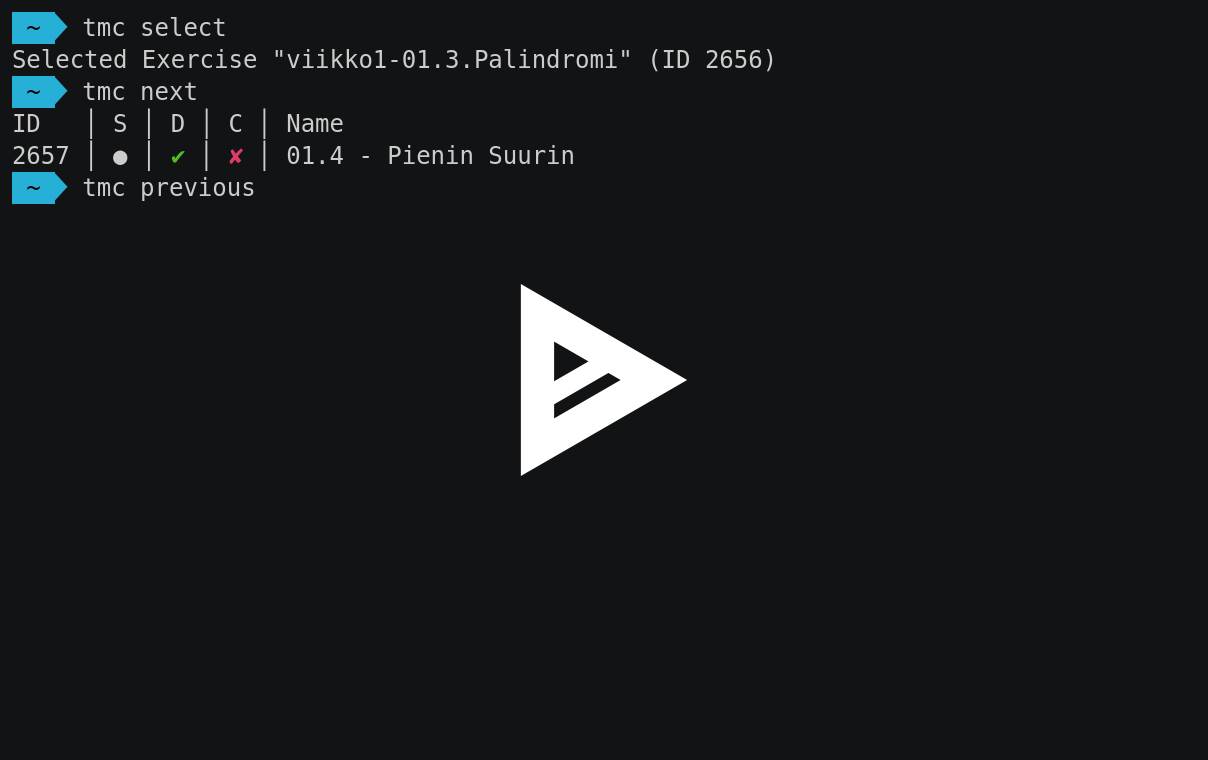 ~ tmc select
Selected Exercise "viikko1-01.3.Palindromi" (ID 2656)
~ tmc next
ID │ S │ D │ C │ Name
2657 │ ● │ ✔ │ ✘ │ 01.4 - Pienin Suurin
~ tmc previous